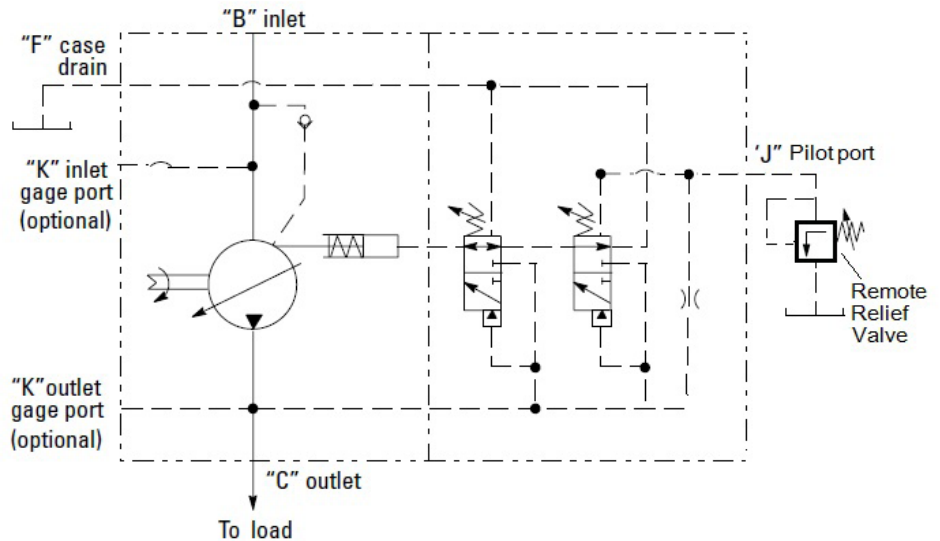 “B” inlet
“F” case
drain
“K” inlet
gage port
(optional)
'J” Pilot port
Remote
Relief
Valve
“K”outlet
gage port
(optional)
“C” outlet
To load